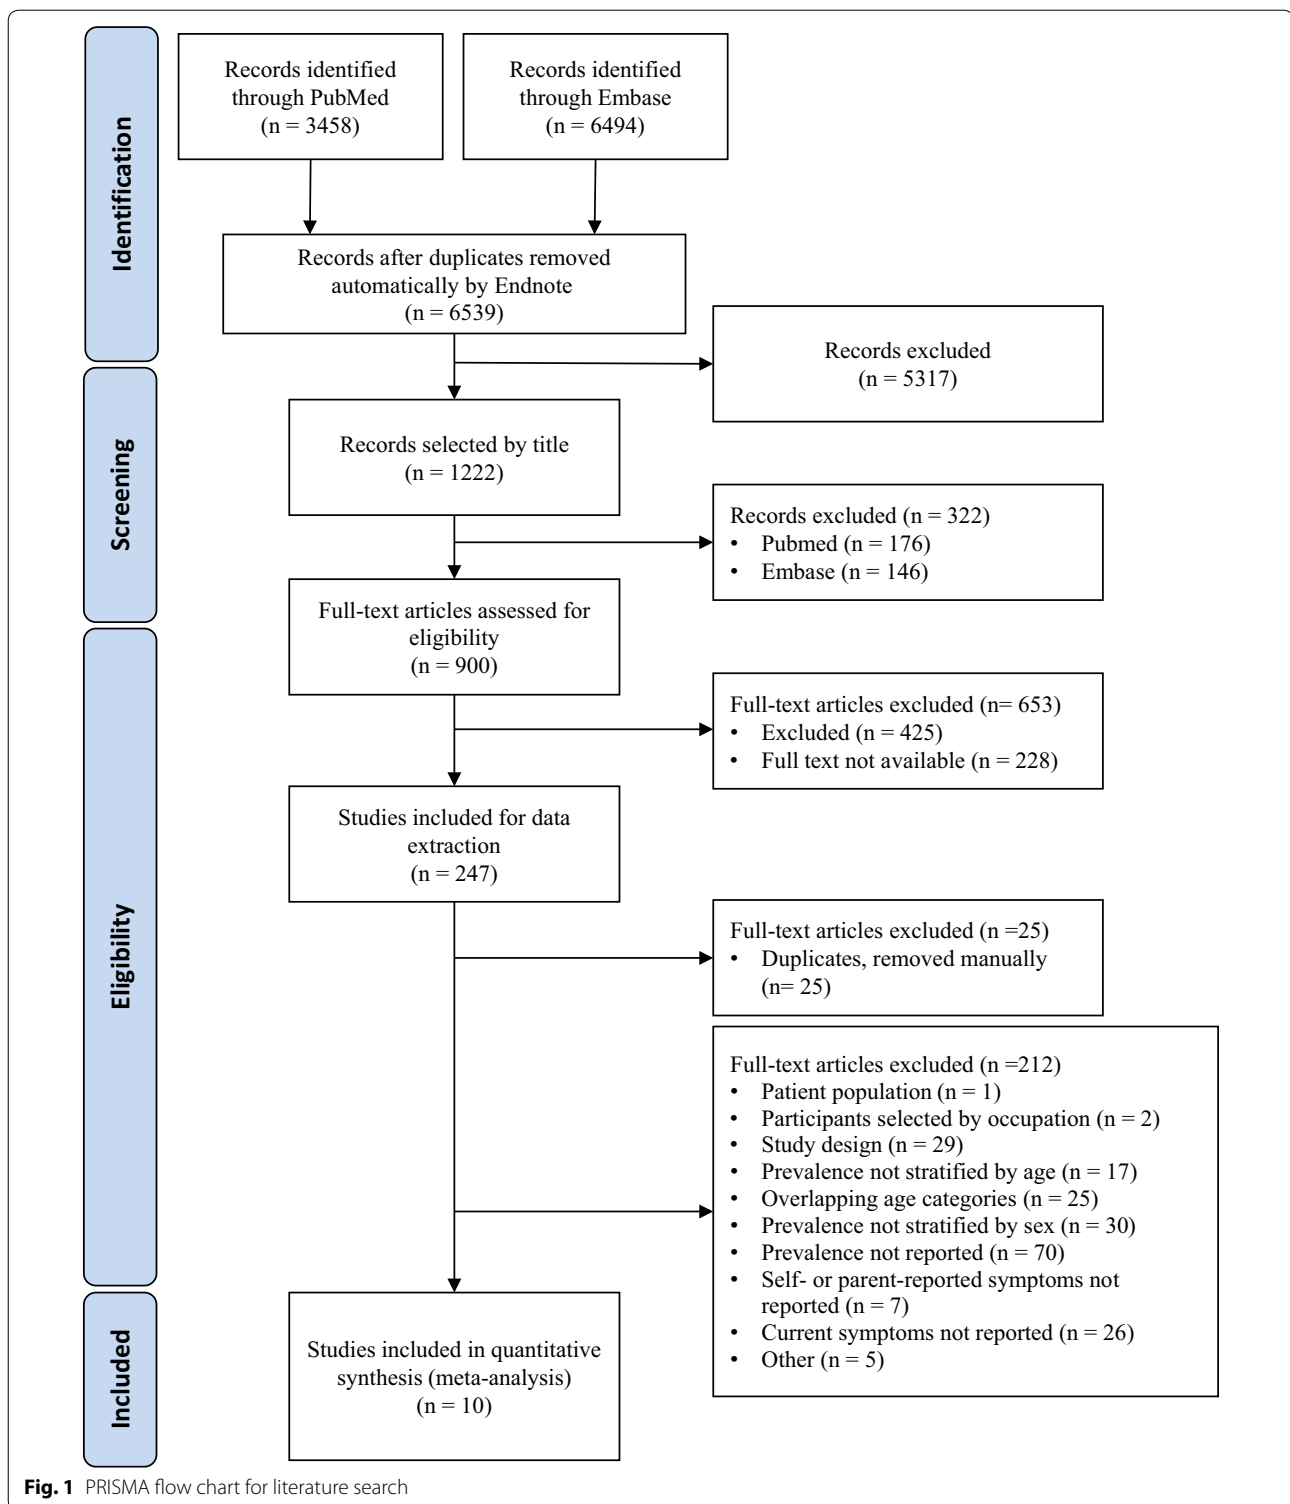 Identification
Records identified
through PubMed
(n = 3458)
Records identified
through Embase
(n = 6494)
Records after duplicates removed
automatically by Endnote
(n = 6539)
Records excluded
(n = 5317)
Screening
Records selected by title
(n = 1222)
Records excluded (n = 322)
• Pubmed (n = 176)
• Embase (n = 146)
Full-text articles assessed for
eligibility
(n = 900)
Eligibility
Full-text articles excluded (n= 653)
• Excluded (n = 425)
• Full text not available (n = 228)
Studies included for data
extraction
(n = 247)
Full-text articles excluded (n =25)
• Duplicates, removed manually
(n= 25)
Full-text articles excluded (n =212)
• Patient population (n = 1)
• Participants selected by occupation (n = 2)
• Study design (n = 29)
• Prevalence not stratified by age (n = 17)
• Overlapping age categories (n = 25)
• Prevalence not stratified by sex (n = 30)
• Prevalence not reported (n = 70)
• Self- or parent-reported symptoms not
reported (n = 7)
• Current symptoms not reported (n = 26)
• Other (n = 5)
Included
Studies included in quantitative
synthesis (meta-analysis)
(n = 10)
Fig. 1 PRISMA flow chart for literature search